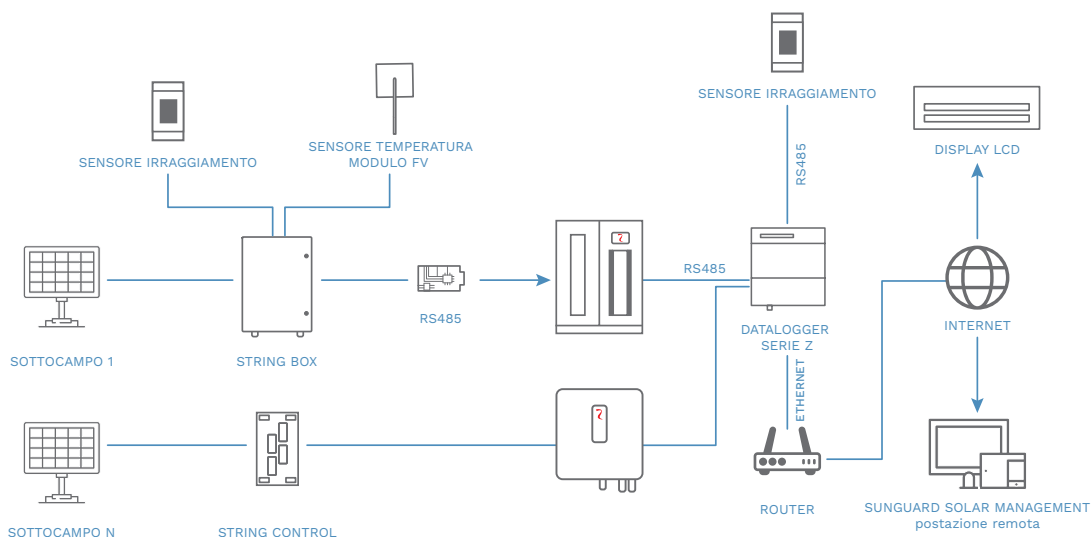 SENSORE IRRAGGIAMENTO
DISPLAY LCD
SENSORE IRRAGGIAMENTO
SENSORE TEMPERATURA
MODULO FV
RS485
RS485
RS485
DATALOGGER
SERIE Z
INTERNET
SOTTOCAMPO 1
STRING BOX
ETHERNET
ROUTER
SUNGUARD SOLAR MANAGEMENT
postazione remota
SOTTOCAMPO N
STRING CONTROL